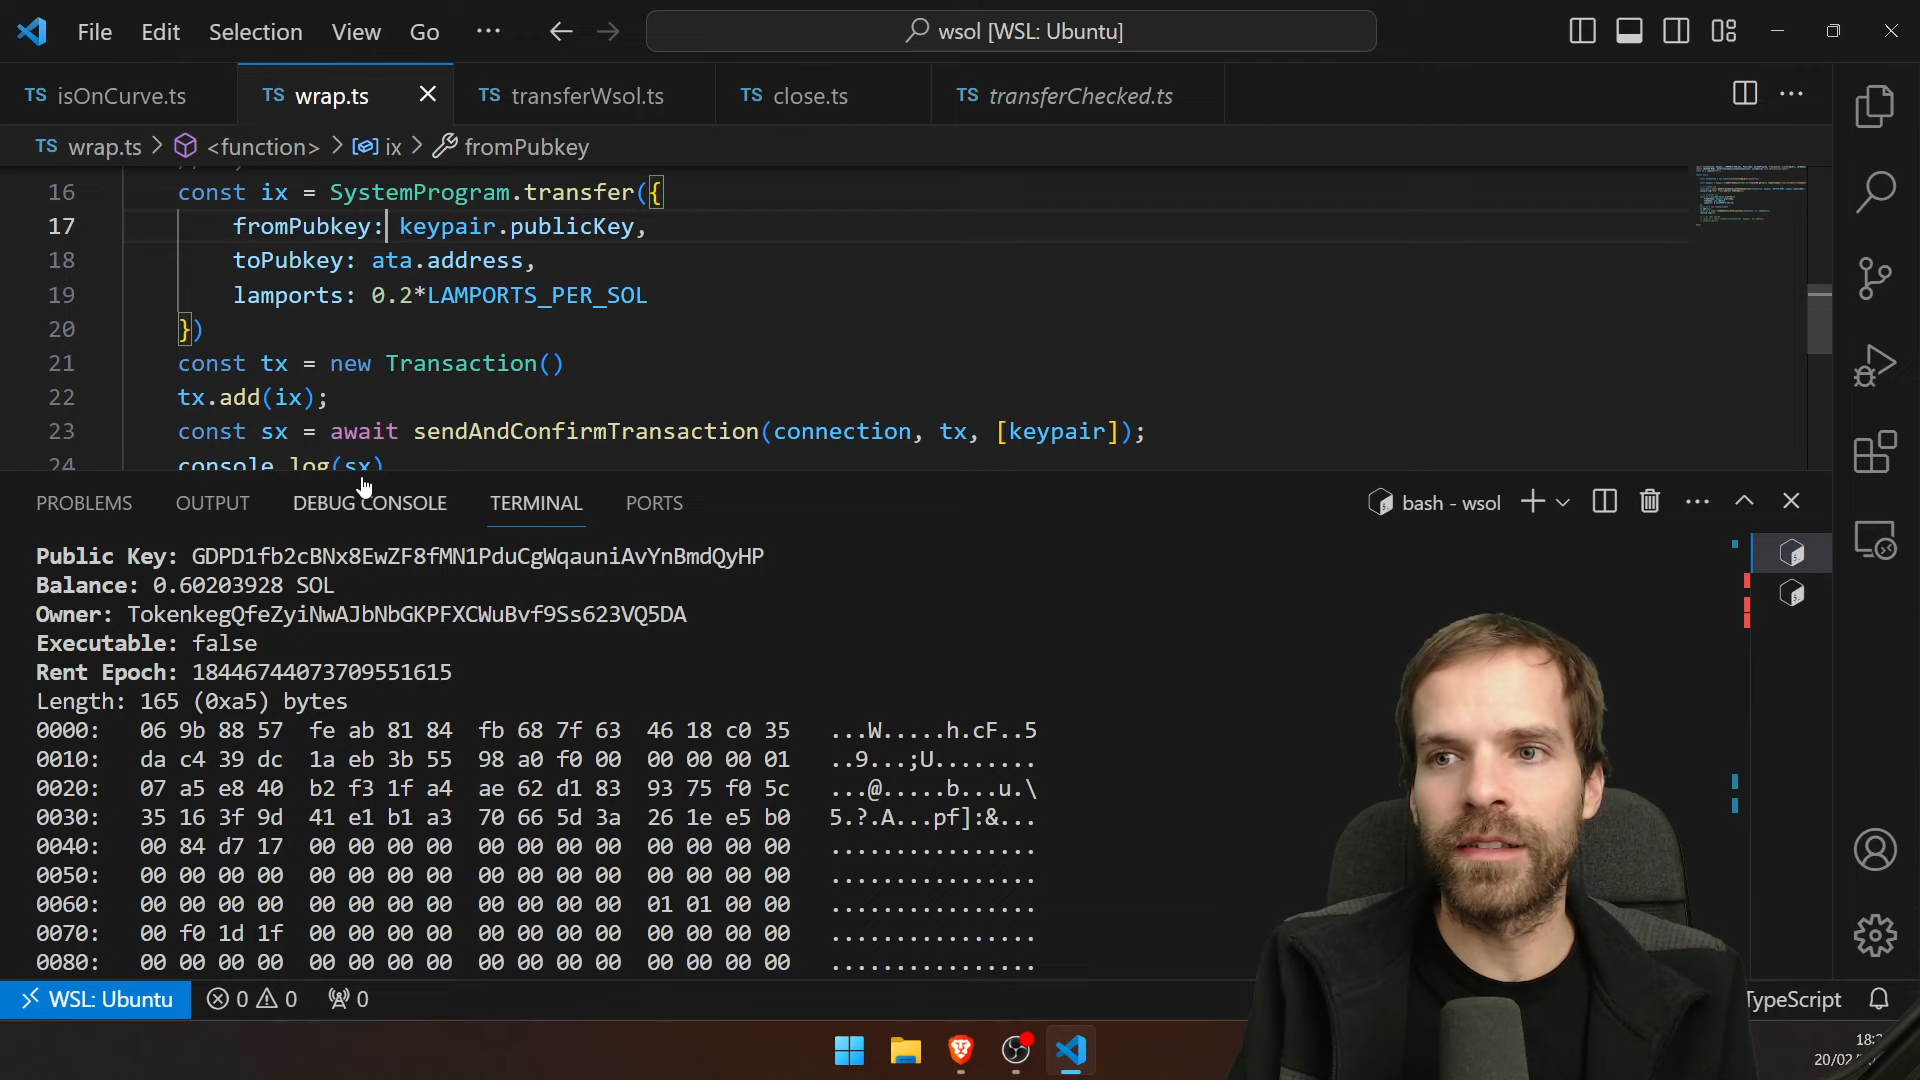 File Edit Selection View Go ··· wsol [WSL: Ubuntu]
TS isOnCurve.ts TS wrap.ts TS transferWsol.ts TS close.ts TS transferChecked.ts
TS wrap.ts > <function> > ix > fromPubkey
16 const ix = SystemProgram.transfer({
17 fromPubkey: keypair.publicKey,
18 toPubkey: ata.address,
19 lamports: 0.2*LAMPORTS_PER_SOL
20 })
21 const tx = new Transaction()
22 tx.add(ix);
23 const sx = await sendAndConfirmTransaction(connection, tx, [keypair]);
24 console.log(sx)
PROBLEMS OUTPUT DEBUG CONSOLE TERMINAL PORTS bash - wsol
Public Key: GDPD1fb2cBNx8EwZF8fMN1PduCgWqauniAvYnBmdQyHP
Balance: 0.60203928 SOL
Owner: TokenkegQfeZyiNwAJbNbGKPFXCWuBvf9Ss623VQ5DA
Executable: false
Rent Epoch: 18446744073709551615
Length: 165 (0xa5) bytes
0000: 06 9b 88 57 fe ab 81 84 fb 68 7f 63 46 18 c0 35 ...W.....h.cF..5
0010: da c4 39 dc 1a eb 3b 55 98 a0 f0 00 00 00 00 01 ..9...;U........
0020: 07 a5 e8 40 b2 f3 1f a4 ae 62 d1 83 93 75 f0 5c ...@.....b...u.\
0030: 35 16 3f 9d 41 e1 b1 a3 70 66 5d 3a 26 1e e5 b0 5.?.A...pf]:&...
0040: 00 84 d7 17 00 00 00 00 00 00 00 00 00 00 00 00 ................
0050: 00 00 00 00 00 00 00 00 00 00 00 00 00 00 00 00 ................
0060: 00 00 00 00 00 00 00 00 00 00 00 00 01 01 00 00 ................
0070: 00 f0 1d 1f 00 00 00 00 00 00 00 00 00 00 00 00 ................
0080: 00 00 00 00 00 00 00 00 00 00 00 00 00 00 00 00 ................
WSL: Ubuntu 0 0 0 TypeScript